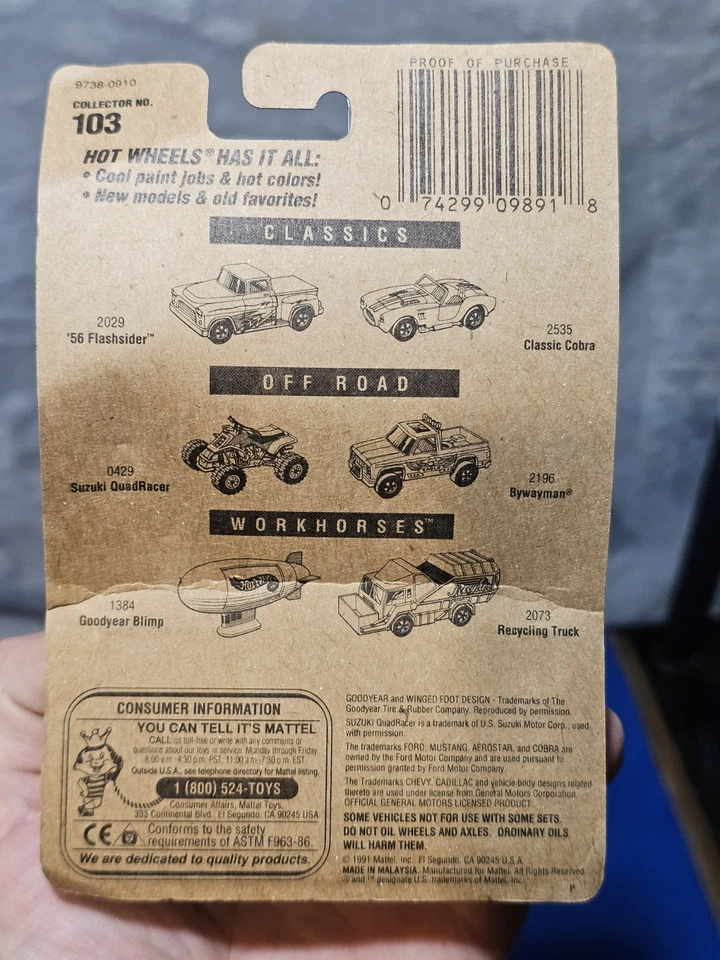 9738-0910
COLLECTOR NO.
103
PROOF OF PURCHASE
0 74299 09891 8
HOT WHEELS® HAS IT ALL:
• Cool paint jobs & hot colors!
• New models & old favorites!
CLASSICS
2029
'56 Flashsider™
2535
Classic Cobra
OFF ROAD
0429
Suzuki QuadRacer
2196
Bywayman®
WORKHORSES™
1384
Goodyear Blimp
2073
Recycling Truck
CONSUMER INFORMATION
YOU CAN TELL IT'S MATTEL
CALL us toll-free or write with any comments or
questions about our toys or service. Monday through Friday,
8:00 a.m.-4:30 p.m. PST, 11:00 a.m.-7:30 p.m. EST.
Outside U.S.A., see telephone directory for Mattel listing.
1 (800) 524-TOYS
Consumer Affairs, Mattel Toys,
333 Continental Blvd., El Segundo, CA 90245 USA
CE Conforms to the safety
requirements of ASTM F963-86.
We are dedicated to quality products.
GOODYEAR and WINGED FOOT DESIGN - Trademarks of The
Goodyear Tire & Rubber Company. Reproduced by permission.
SUZUKI QuadRacer is a trademark of U.S. Suzuki Motor Corp., used
with permission.
The trademarks FORD, MUSTANG, AEROSTAR, and COBRA are
owned by the Ford Motor Company and are used pursuant to
permission granted by Ford Motor Company.
The Trademarks CHEVY, CADILLAC and vehicle body designs related
thereto are used under license from General Motors Corporation.
OFFICIAL GENERAL MOTORS LICENSED PRODUCT.
SOME VEHICLES NOT FOR USE WITH SOME SETS.
DO NOT OIL WHEELS AND AXLES. ORDINARY OILS
WILL HARM THEM.
© 1991 Mattel, Inc. El Segundo, CA 90245 U.S.A.
MADE IN MALAYSIA. Manufactured for Mattel. All Rights Reserved.
® and ™ designate U.S. trademarks of Mattel, Inc.
P